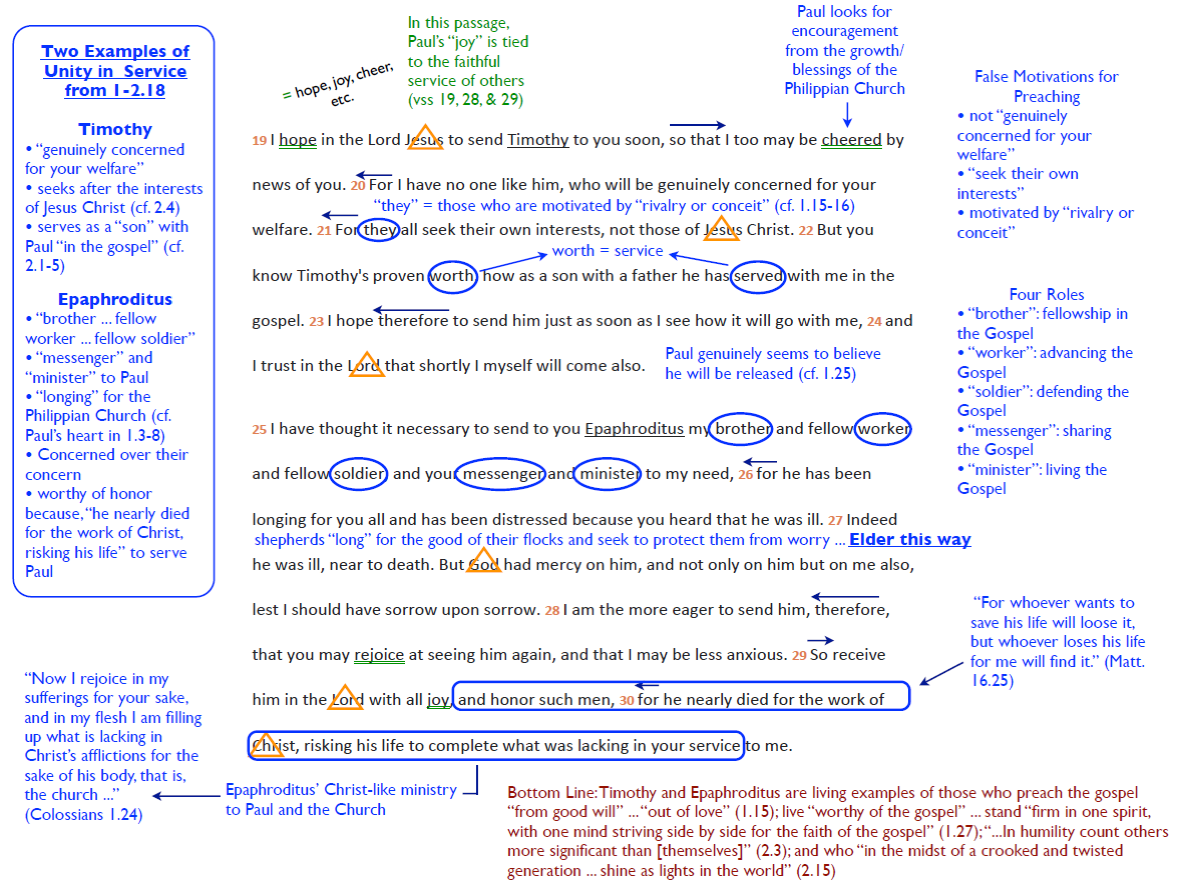 Two Examples of
Unity in Service
from 1-2.18
Timothy
• “genuinely concerned
for your welfare”
• seeks after the interests
of Jesus Christ (cf. 2.4)
• serves as a “son” with
Paul “in the gospel” (cf.
2.1-5)
Epaphroditus
• “brother ... fellow
worker ... fellow soldier”
• “messenger” and
“minister” to Paul
• “longing” for the
Philippian Church (cf.
Paul’s heart in 1.3-8)
• Concerned over their
concern
• worthy of honor
because, “he nearly died
for the work of Christ,
risking his life” to serve
Paul
= hope, joy, cheer,
etc.
In this passage,
Paul’s “joy” is tied
to the faithful
service of others
(vss 19, 28, & 29)
Paul looks for
encouragement
from the growth/
blessings of the
Philippian Church
19 I hope in the Lord Jesus to send Timothy to you soon, so that I too may be cheered by
news of you. 20 For I have no one like him, who will be genuinely concerned for your
“they” = those who are motivated by “rivalry or conceit” (cf. 1.15-16)
welfare. 21 For they all seek their own interests, not those of Jesus Christ. 22 But you
worth = service
know Timothy's proven worth, how as a son with a father he has served with me in the
gospel. 23 I hope therefore to send him just as soon as I see how it will go with me, 24 and
I trust in the Lord that shortly I myself will come also.
Paul genuinely seems to believe
he will be released (cf. 1.25)
25 I have thought it necessary to send to you Epaphroditus my brother and fellow worker
and fellow soldier, and your messenger and minister to my need, 26 for he has been
longing for you all and has been distressed because you heard that he was ill. 27 Indeed
shepherds “long” for the good of their flocks and seek to protect them from worry ... Elder this way
he was ill, near to death. But God had mercy on him, and not only on him but on me also,
lest I should have sorrow upon sorrow. 28 I am the more eager to send him, therefore,
that you may rejoice at seeing him again, and that I may be less anxious. 29 So receive
him in the Lord with all joy, and honor such men, 30 for he nearly died for the work of
Christ, risking his life to complete what was lacking in your service to me.
False Motivations for
Preaching
• not “genuinely
concerned for your
welfare”
• “seek their own
interests”
• motivated by “rivalry or
conceit”
Four Roles
• “brother”: fellowship in
the Gospel
• “worker”: advancing the
Gospel
• “soldier”: defending the
Gospel
• “messenger”: sharing
the Gospel
• “minister”: living the
Gospel
“For whoever wants to
save his life will loose it,
but whoever loses his life
for me will find it.” (Matt.
16.25)
“Now I rejoice in my
sufferings for your sake,
and in my flesh I am filling
up what is lacking in
Christ’s afflictions for the
sake of his body, that is,
the church ...”
(Colossians 1.24)
Epaphroditus’ Christ-like ministry
to Paul and the Church
Bottom Line: Timothy and Epaphroditus are living examples of those who preach the gospel
“from good will” ... “out of love” (1.15); live “worthy of the gospel” ... stand “firm in one spirit,
with one mind striving side by side for the faith of the gospel” (1.27); “...In humility count others
more significant than [themselves]” (2.3); and who “in the midst of a crooked and twisted
generation ... shine as lights in the world” (2.15)